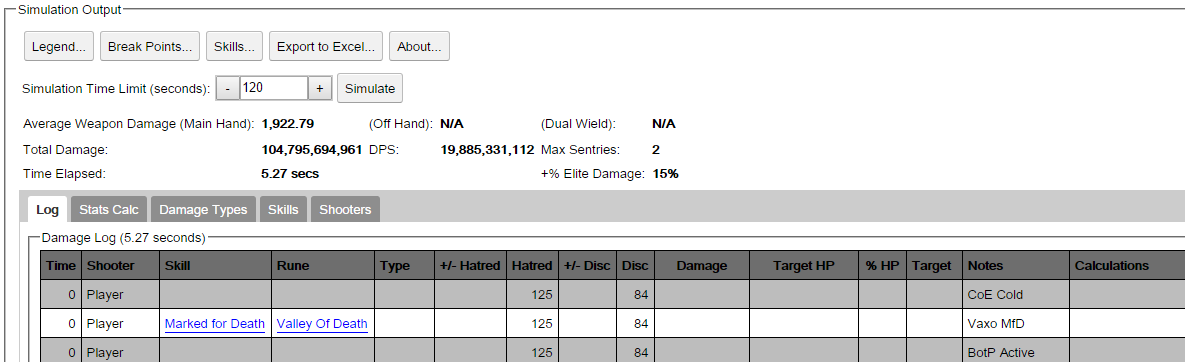 Simulation Output
Legend... Break Points... Skills... Export to Excel... About...
Simulation Time Limit (seconds): - 120 + Simulate
Average Weapon Damage (Main Hand): 1,922.79 (Off Hand): N/A (Dual Wield): N/A
Total Damage: 104,795,694,961 DPS: 19,885,331,112 Max Sentries: 2
Time Elapsed: 5.27 secs +% Elite Damage: 15%
Log Stats Calc Damage Types Skills Shooters
Damage Log (5.27 seconds)
Time Shooter Skill Rune Type +/- Hatred Hatred +/- Disc Disc Damage Target HP % HP Target Notes Calculations
0 Player 125 84 CoE Cold
0 Player Marked for Death Valley Of Death 125 84 Vaxo MfD
0 Player 125 84 BotP Active